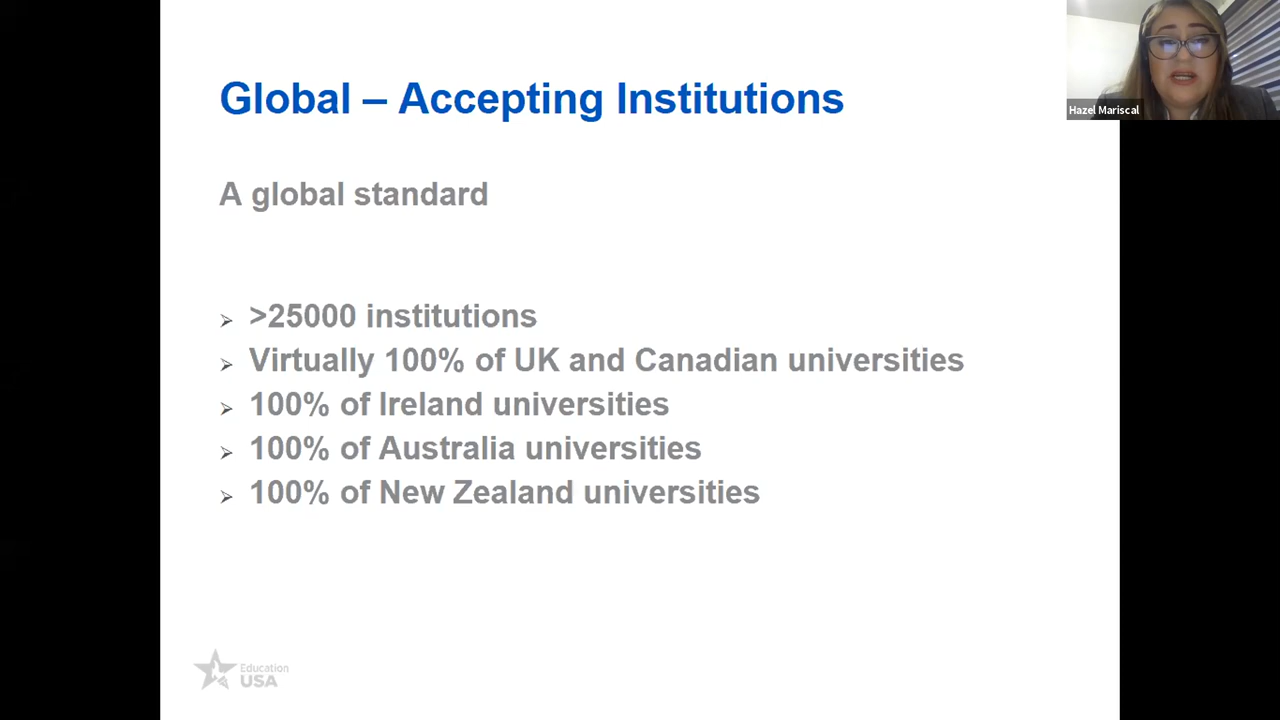 Global – Accepting Institutions
Hazel Mariscal
A global standard
>25000 institutions
Virtually 100% of UK and Canadian universities
100% of Ireland universities
100% of Australia universities
100% of New Zealand universities
Education
USA